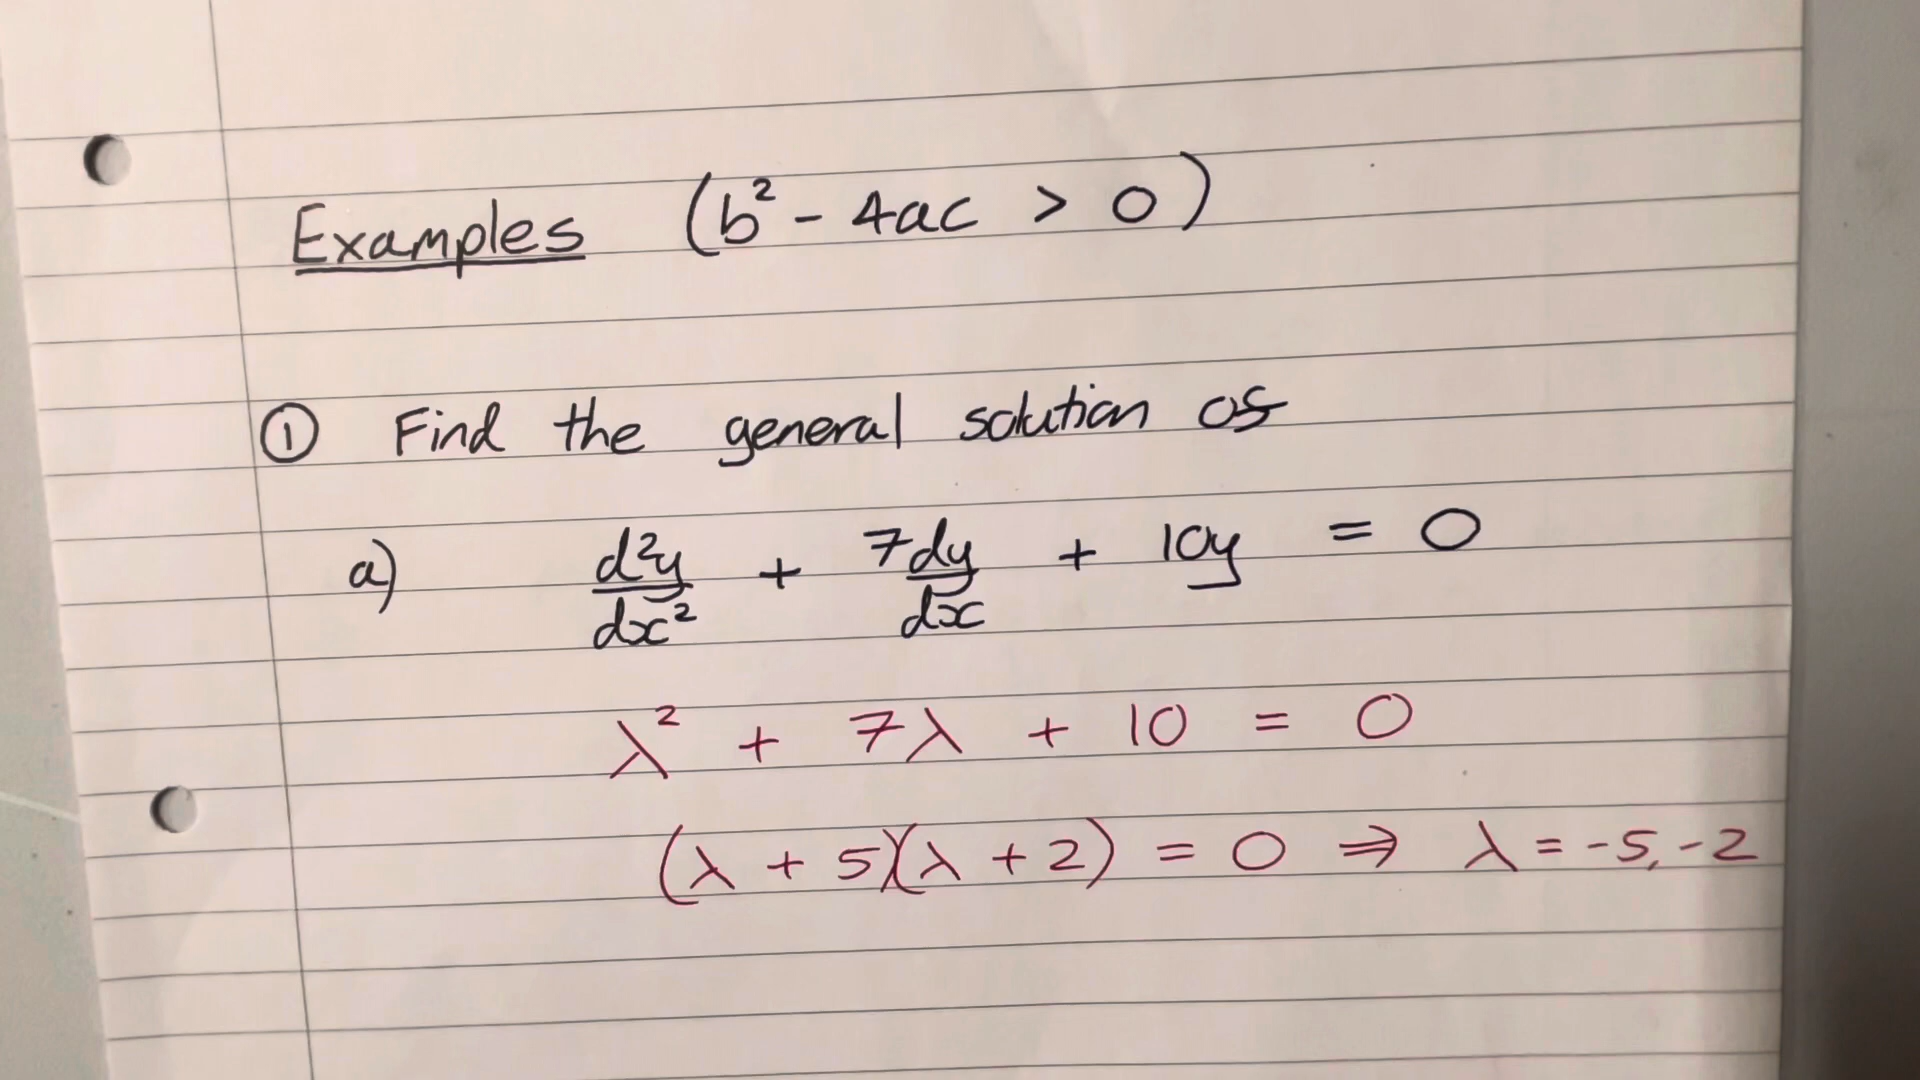 Examples (b² - 4ac > 0)
① Find the general solution of
a) d²y/dx² + 7dy/dx + 10y = 0
λ² + 7λ + 10 = 0
(λ + 5)(λ + 2) = 0 ⇒ λ = -5, -2